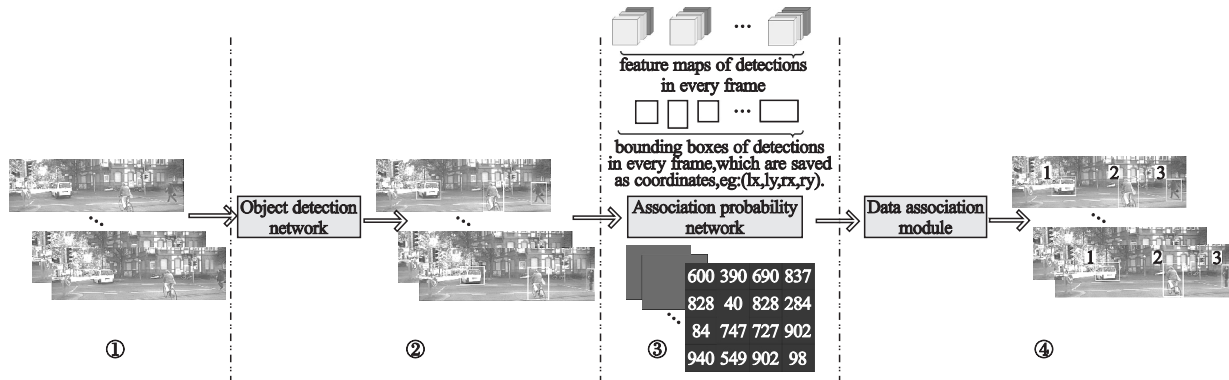 feature maps of detections
in every frame
bounding boxes of detections
in every frame,which are saved
as coordinates,eg:(lx,ly,rx,ry).
Object detection
network
Association probability
network
Data association
module
1 2 3
1 2 3
600 390 690 837
828 40 828 284
84 747 727 902
940 549 902 98
① ② ③ ④